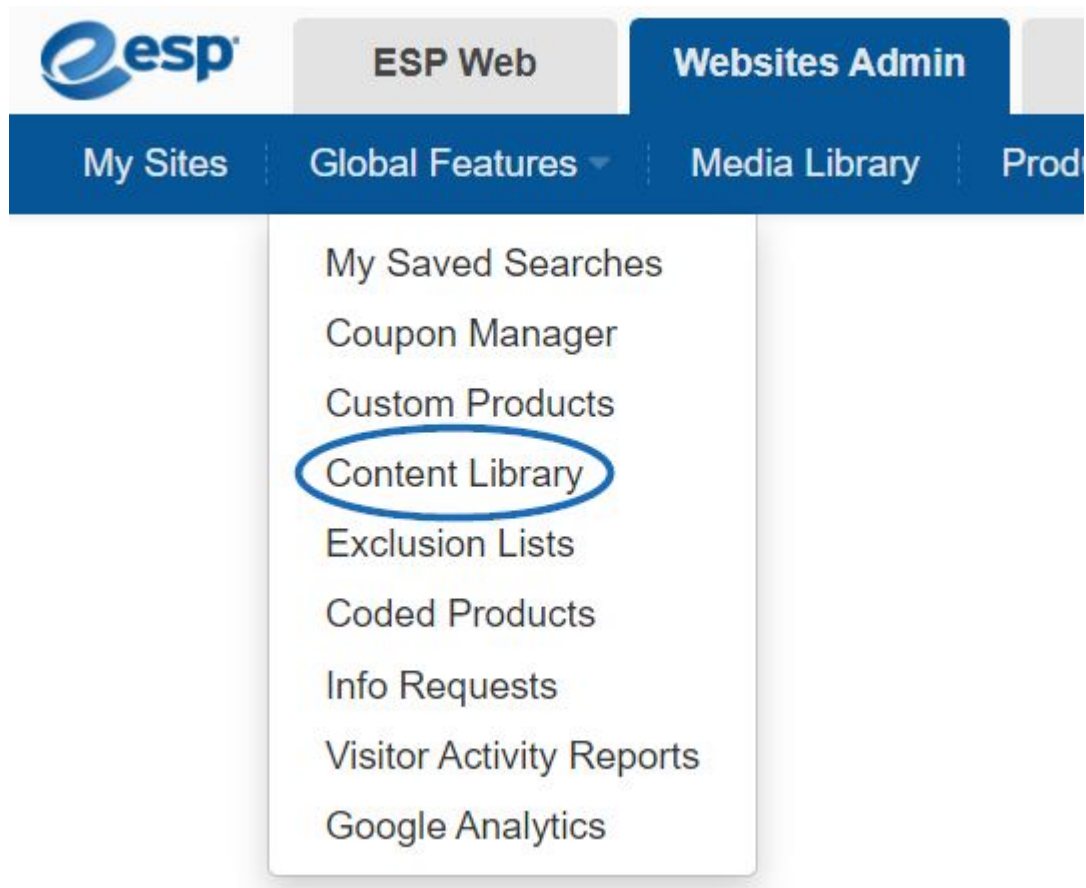 esp ESP Web Websites Admin
My Sites Global Features Media Library
My Saved Searches
Coupon Manager
Custom Products
Content Library
Exclusion Lists
Coded Products
Info Requests
Visitor Activity Reports
Google Analytics